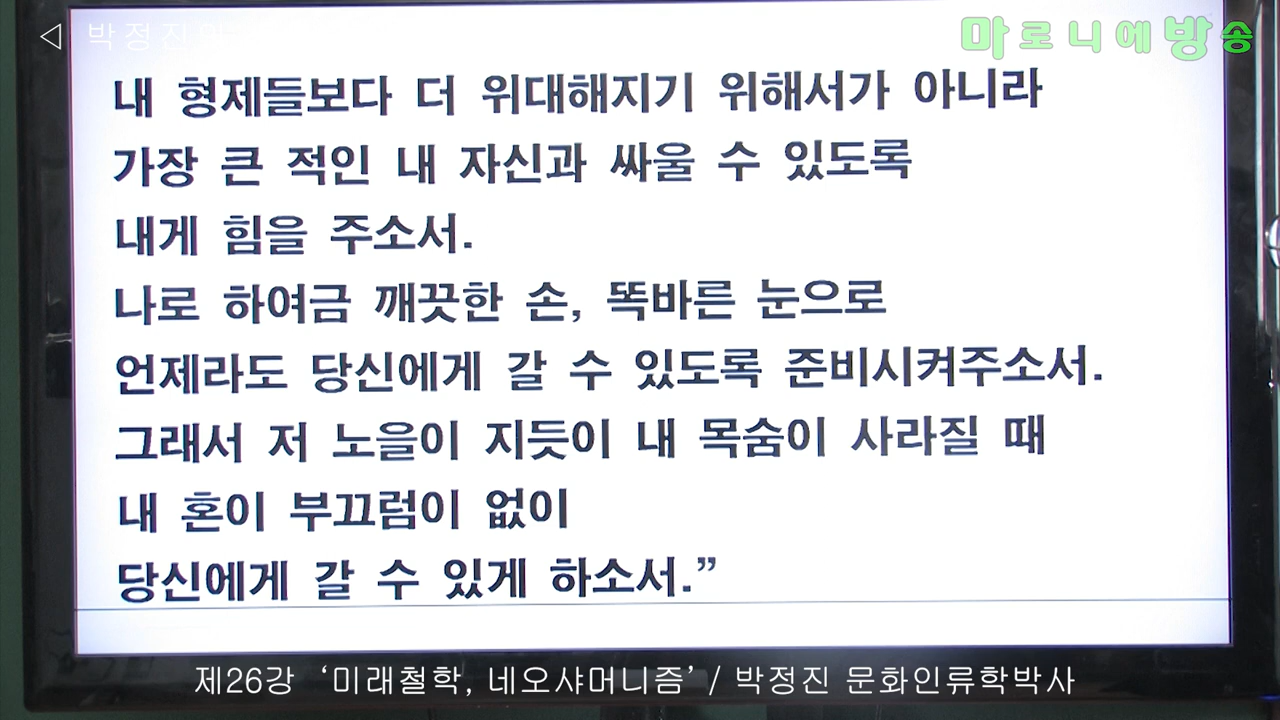 ◁ 박정진의
마로니에방송
내 형제들보다 더 위대해지기 위해서가 아니라
가장 큰 적인 내 자신과 싸울 수 있도록
내게 힘을 주소서.
나로 하여금 깨끗한 손, 똑바른 눈으로
언제라도 당신에게 갈 수 있도록 준비시켜주소서.
그래서 저 노을이 지듯이 내 목숨이 사라질 때
내 혼이 부끄럼이 없이
당신에게 갈 수 있게 하소서.”
제26강 ‘미래철학, 네오샤머니즘’ / 박정진 문화인류학박사